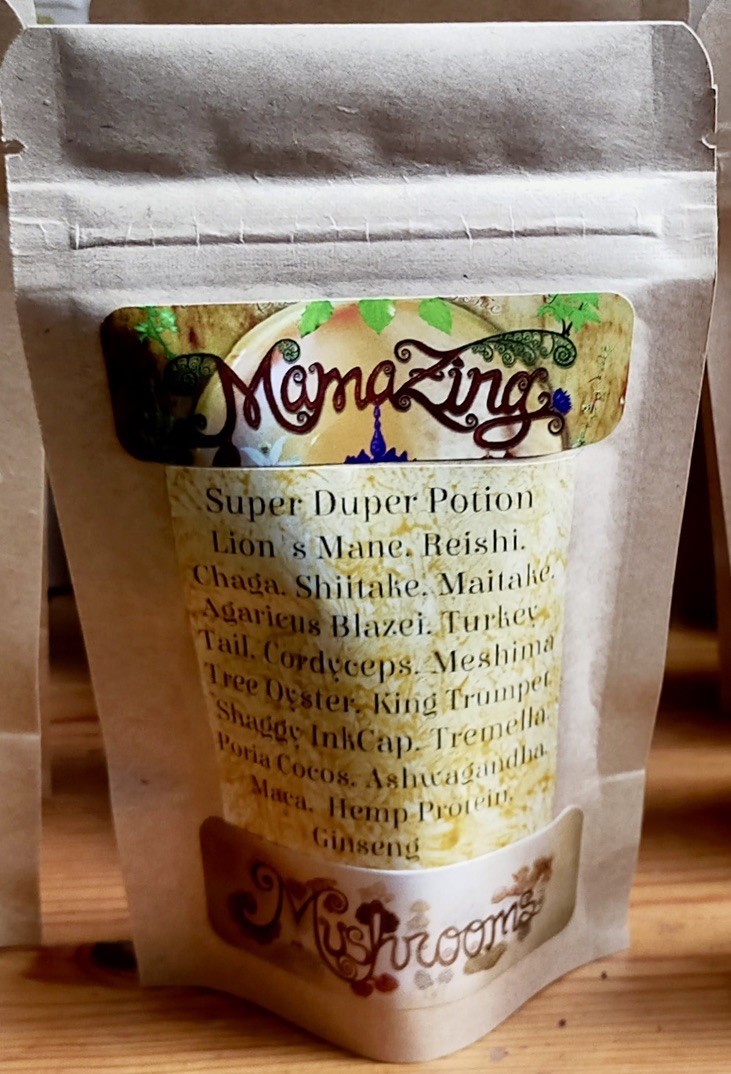 MamaZing
Super Duper Potion
Lion's Mane. Reishi.
Chaga. Shiitake. Maitake.
Agaricus Blazei. Turkey
Tail. Cordyceps. Meshima
Tree Oyster. King Trumpet.
Shaggy InkCap. Tremella.
Poria Cocos. Ashwagandha.
Maca. Hemp Protein.
Ginseng
Mushrooms